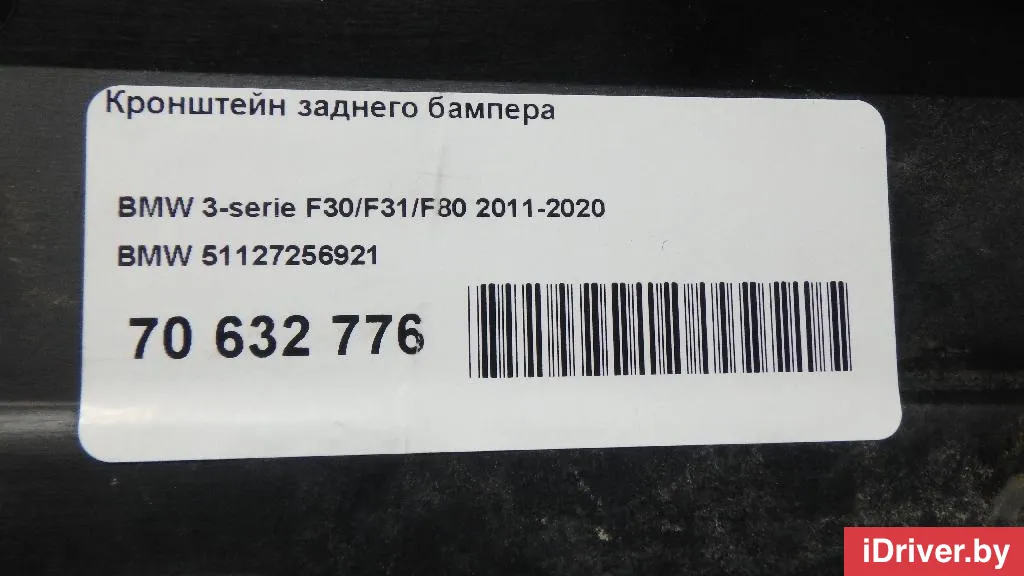 Кронштейн заднего бампера
BMW 3-serie F30/F31/F80 2011-2020
BMW 51127256921
70 632 776
iDriver.by